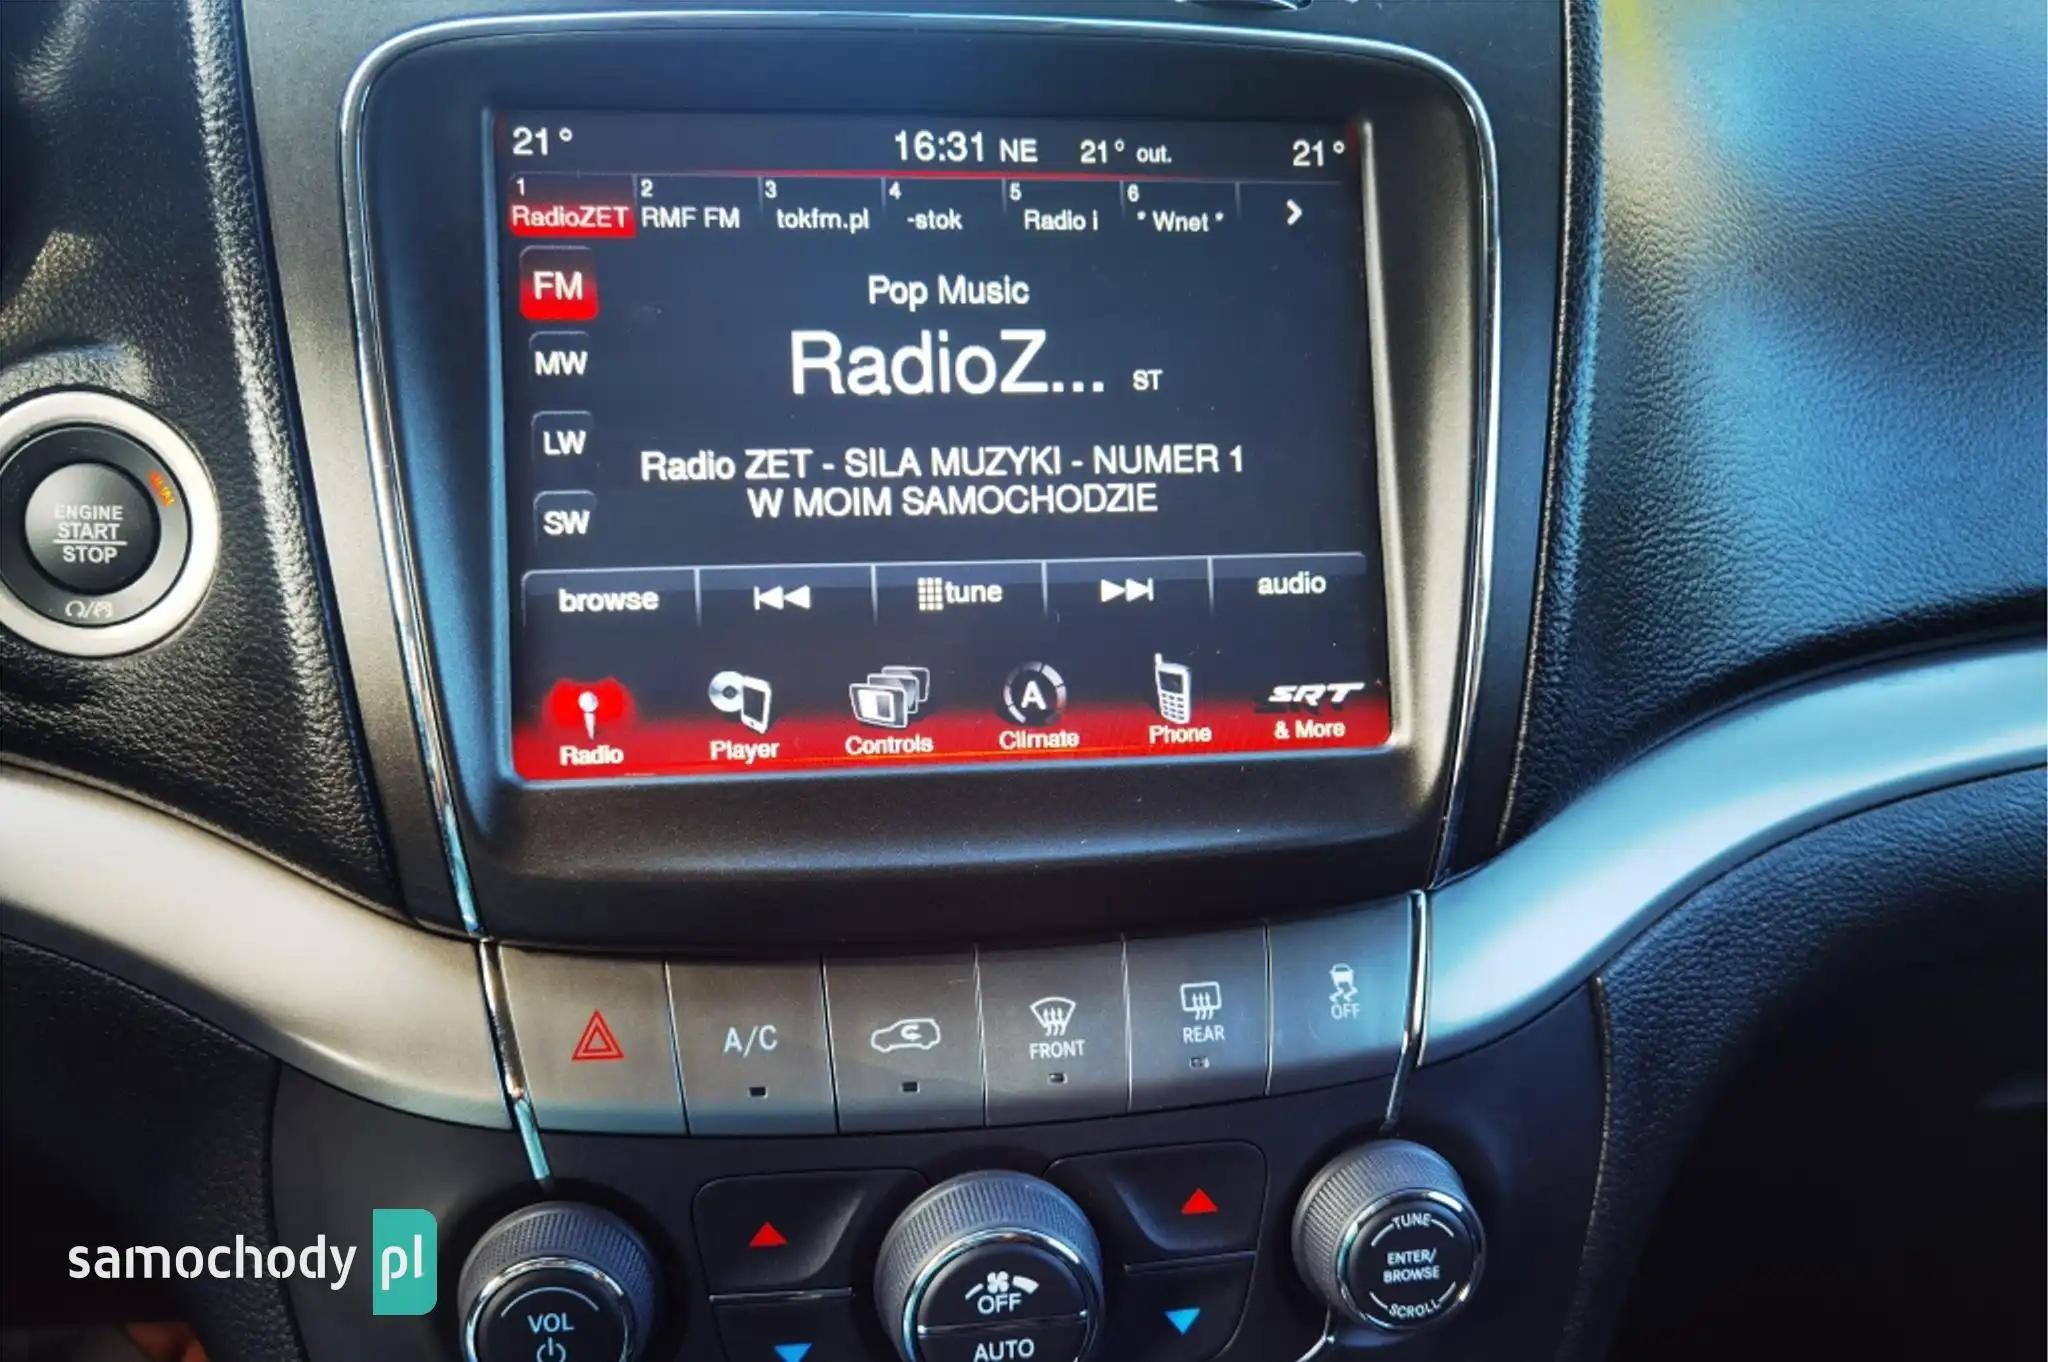 21° 16:31 NE 21° out. 21°
1 2 3 4 5 6
RadioZET RMF FM tokfm.pl -stok Radio i * Wnet *
FM
Pop Music
MW
RadioZ... ST
LW
Radio ZET - SILA MUZYKI - NUMER 1
W MOIM SAMOCHODZIE
SW
browse tune audio
A SRT
Radio Player Controls Climate Phone & More
ENGINE
START
STOP
A/C FRONT REAR OFF
samochody pl
VOL
OFF
AUTO
TUNE
ENTER/
BROWSE
SCROLL